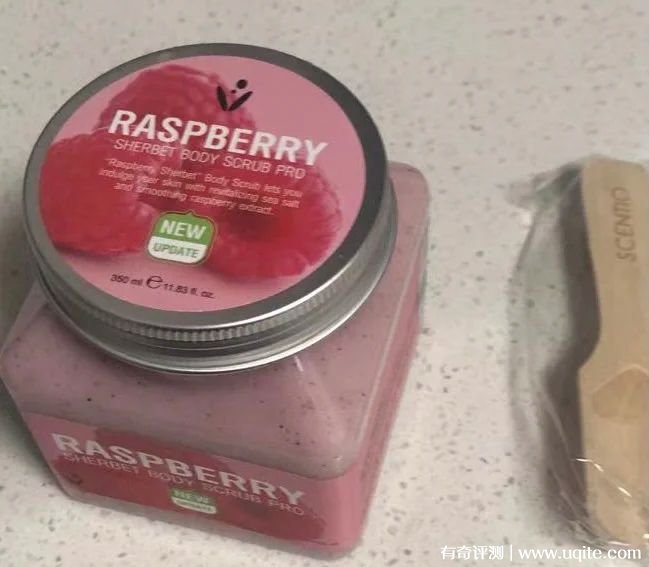 RASPBERRY
SHERBET BODY SCRUB PRO
"Raspberry Sherbet" Body Scrub lets you
indulge your skin with revitalizing sea salt
and smoothing raspberry extract.
NEW
UPDATE
350 ml ℮ 11.83 fl. oz.
RASPBERRY
SHERBET BODY SCRUB PRO
NEW
UPDATE
SCENTIO
有奇评测 | www.uqite.com